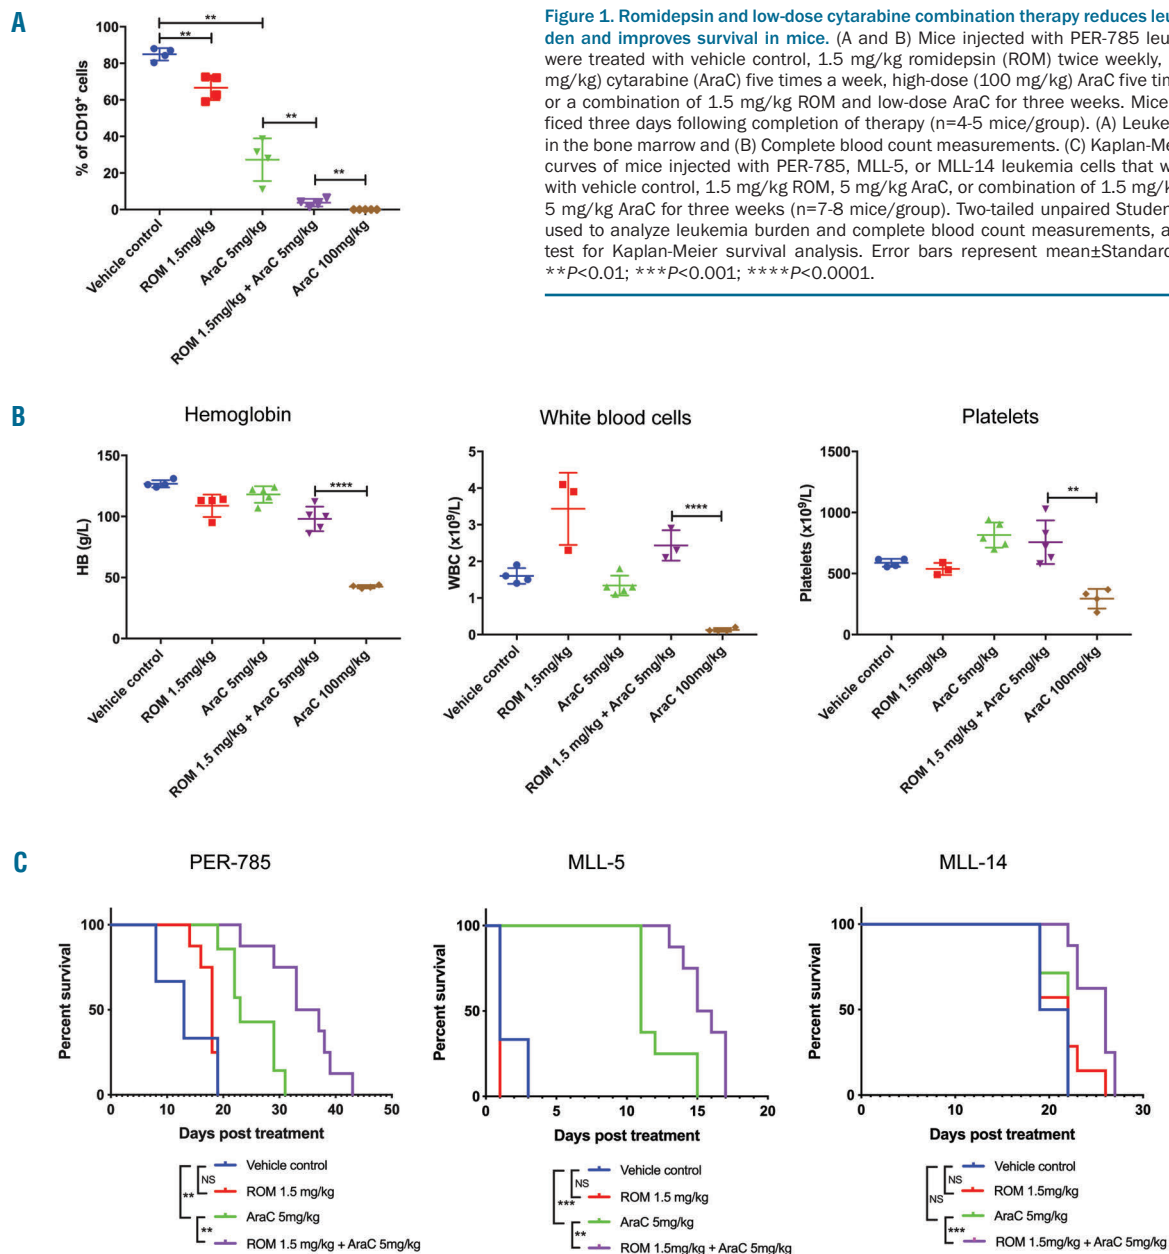 A
**
**
**
**
% of CD19⁺ cells
80
60
40
20
0
Vehicle control
ROM 1.5mg/kg
AraC 5mg/kg
ROM 1.5mg/kg + AraC 5mg/kg
AraC 100mg/kg
Figure 1. Romidepsin and low-dose cytarabine combination therapy reduces leu
den and improves survival in mice. (A and B) Mice injected with PER-785 leu
were treated with vehicle control, 1.5 mg/kg romidepsin (ROM) twice weekly,
mg/kg) cytarabine (AraC) five times a week, high-dose (100 mg/kg) AraC five tim
or a combination of 1.5 mg/kg ROM and low-dose AraC for three weeks. Mice
ficed three days following completion of therapy (n=4-5 mice/group). (A) Leuke
in the bone marrow and (B) Complete blood count measurements. (C) Kaplan-Me
curves of mice injected with PER-785, MLL-5, or MLL-14 leukemia cells that w
with vehicle control, 1.5 mg/kg ROM, 5 mg/kg AraC, or combination of 1.5 mg/k
5 mg/kg AraC for three weeks (n=7-8 mice/group). Two-tailed unpaired Studen
used to analyze leukemia burden and complete blood count measurements, a
test for Kaplan-Meier survival analysis. Error bars represent mean±Standard
**P<0.01; ***P<0.001; ****P<0.0001.
B
Hemoglobin
HB (g/L)
150
100
50
0
****
Vehicle control
ROM 1.5mg/kg
AraC 5mg/kg
ROM 1.5 mg/kg + AraC 5mg/kg
AraC 100mg/kg
White blood cells
WBC (x10⁹/L)
5
4
3
2
1
0
****
Vehicle control
ROM 1.5mg/kg
AraC 5mg/kg
ROM 1.5 mg/kg + AraC 5mg/kg
AraC 100mg/kg
Platelets
Platelets (x10⁹/L)
1500
1000
500
0
**
Vehicle control
ROM 1.5mg/kg
AraC 5mg/kg
ROM 1.5 mg/kg + AraC 5mg/kg
AraC 100mg/kg
C
PER-785
Percent survival
100
50
0
0 10 20 30 40 50
Days post treatment
Vehicle control
NS
ROM 1.5 mg/kg
**
AraC 5mg/kg
**
ROM 1.5 mg/kg + AraC 5mg/kg
MLL-5
Percent survival
100
50
0
0 5 10 15 20
Days post treatment
Vehicle control
NS
ROM 1.5 mg/kg
***
AraC 5mg/kg
**
ROM 1.5mg/kg + AraC 5mg/kg
MLL-14
Percent survival
100
50
0
0 10 20 30
Days post treatment
Vehicle control
NS
ROM 1.5mg/kg
NS
AraC 5mg/kg
***
ROM 1.5mg/kg + AraC 5mg/kg